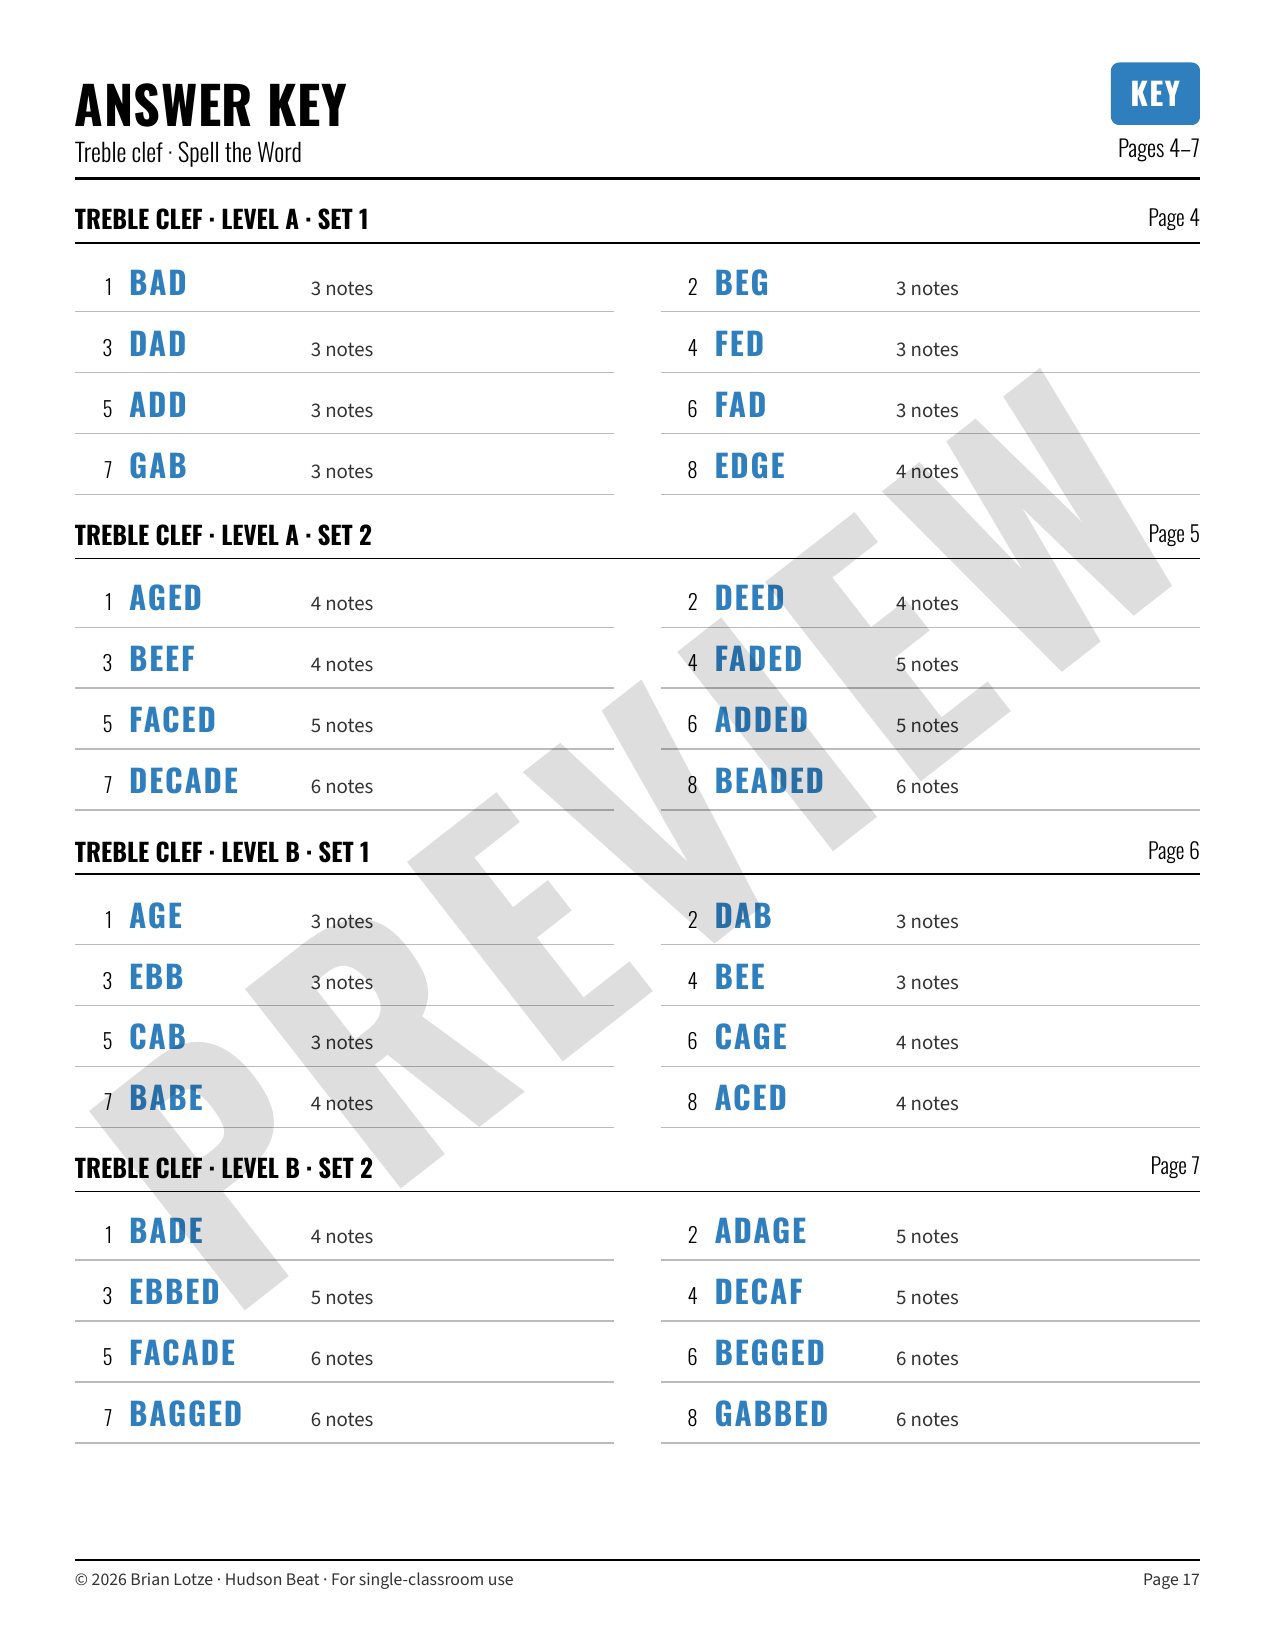 ANSWER KEY
KEY
Treble clef · Spell the Word
Pages 4–7
TREBLE CLEF · LEVEL A · SET 1 Page 4
1 BAD 3 notes 2 BEG 3 notes
3 DAD 3 notes 4 FED 3 notes
5 ADD 3 notes 6 FAD 3 notes
7 GAB 3 notes 8 EDGE 4 notes
TREBLE CLEF · LEVEL A · SET 2 Page 5
1 AGED 4 notes 2 DEED 4 notes
3 BEEF 4 notes 4 FADED 5 notes
5 FACED 5 notes 6 ADDED 5 notes
7 DECADE 6 notes 8 BEADED 6 notes
TREBLE CLEF · LEVEL B · SET 1 Page 6
1 AGE 3 notes 2 DAB 3 notes
3 EBB 3 notes 4 BEE 3 notes
5 CAB 3 notes 6 CAGE 4 notes
7 BABE 4 notes 8 ACED 4 notes
TREBLE CLEF · LEVEL B · SET 2 Page 7
1 BADE 4 notes 2 ADAGE 5 notes
3 EBBED 5 notes 4 DECAF 5 notes
5 FACADE 6 notes 6 BEGGED 6 notes
7 BAGGED 6 notes 8 GABBED 6 notes
PREVIEW
© 2026 Brian Lotze · Hudson Beat · For single-classroom use Page 17